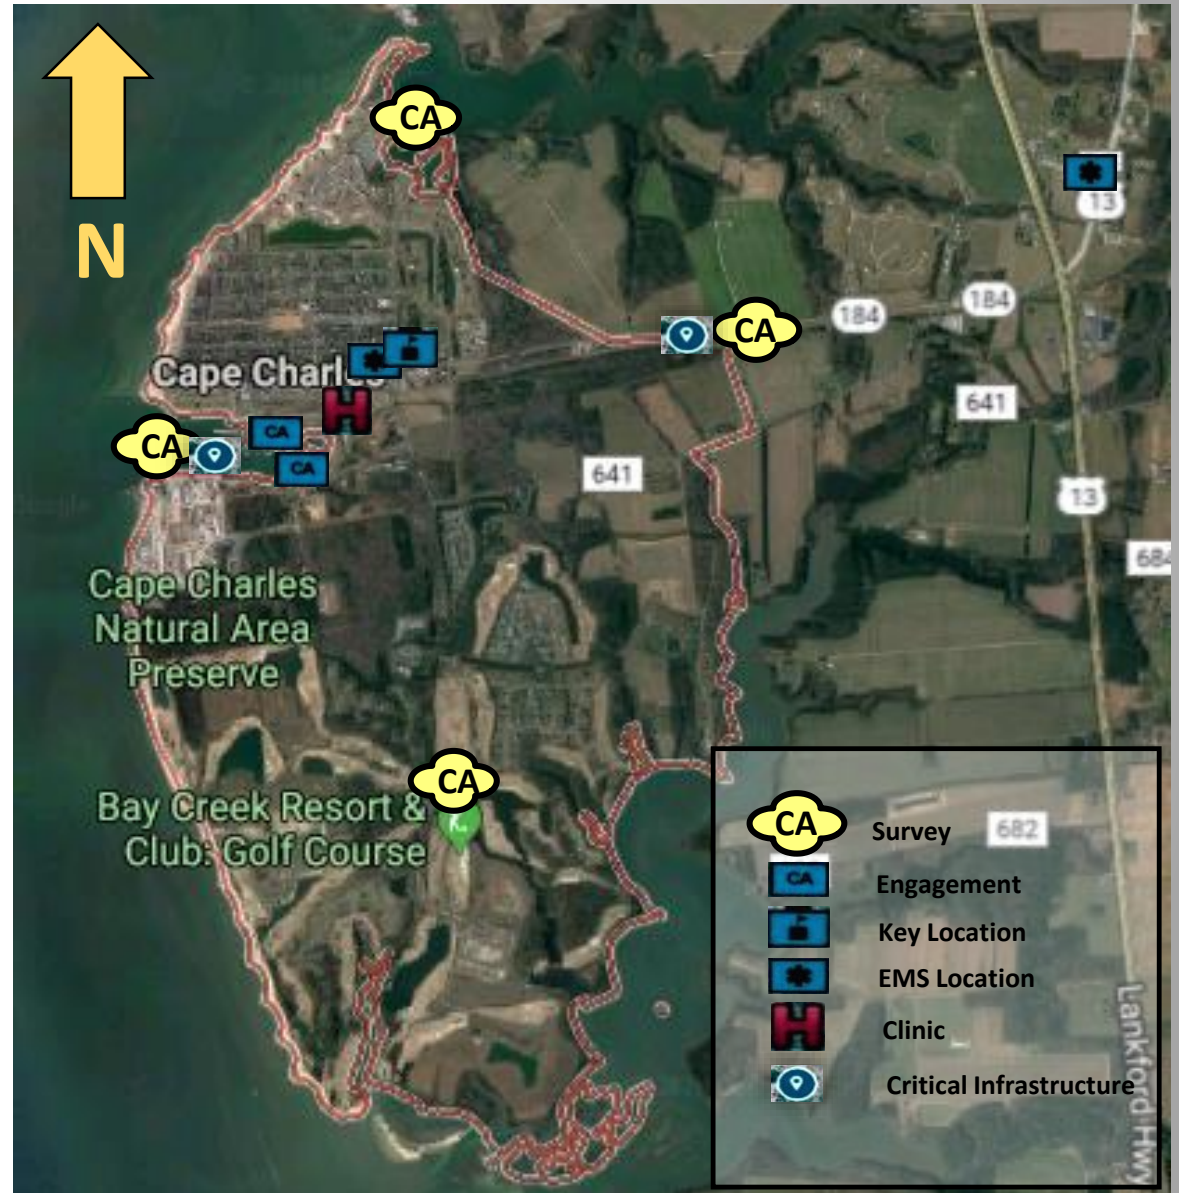 N
CA
13
184
184
CA
Cape Charles
641
CA
CA
641
CA
13
684
Cape Charles
Natural Area
Preserve
CA
Bay Creek Resort &
Club: Golf Course
CA
Survey
682
CA
Engagement
Key Location
EMS Location
H
H
Clinic
Critical Infrastructure
Lankford Hwy